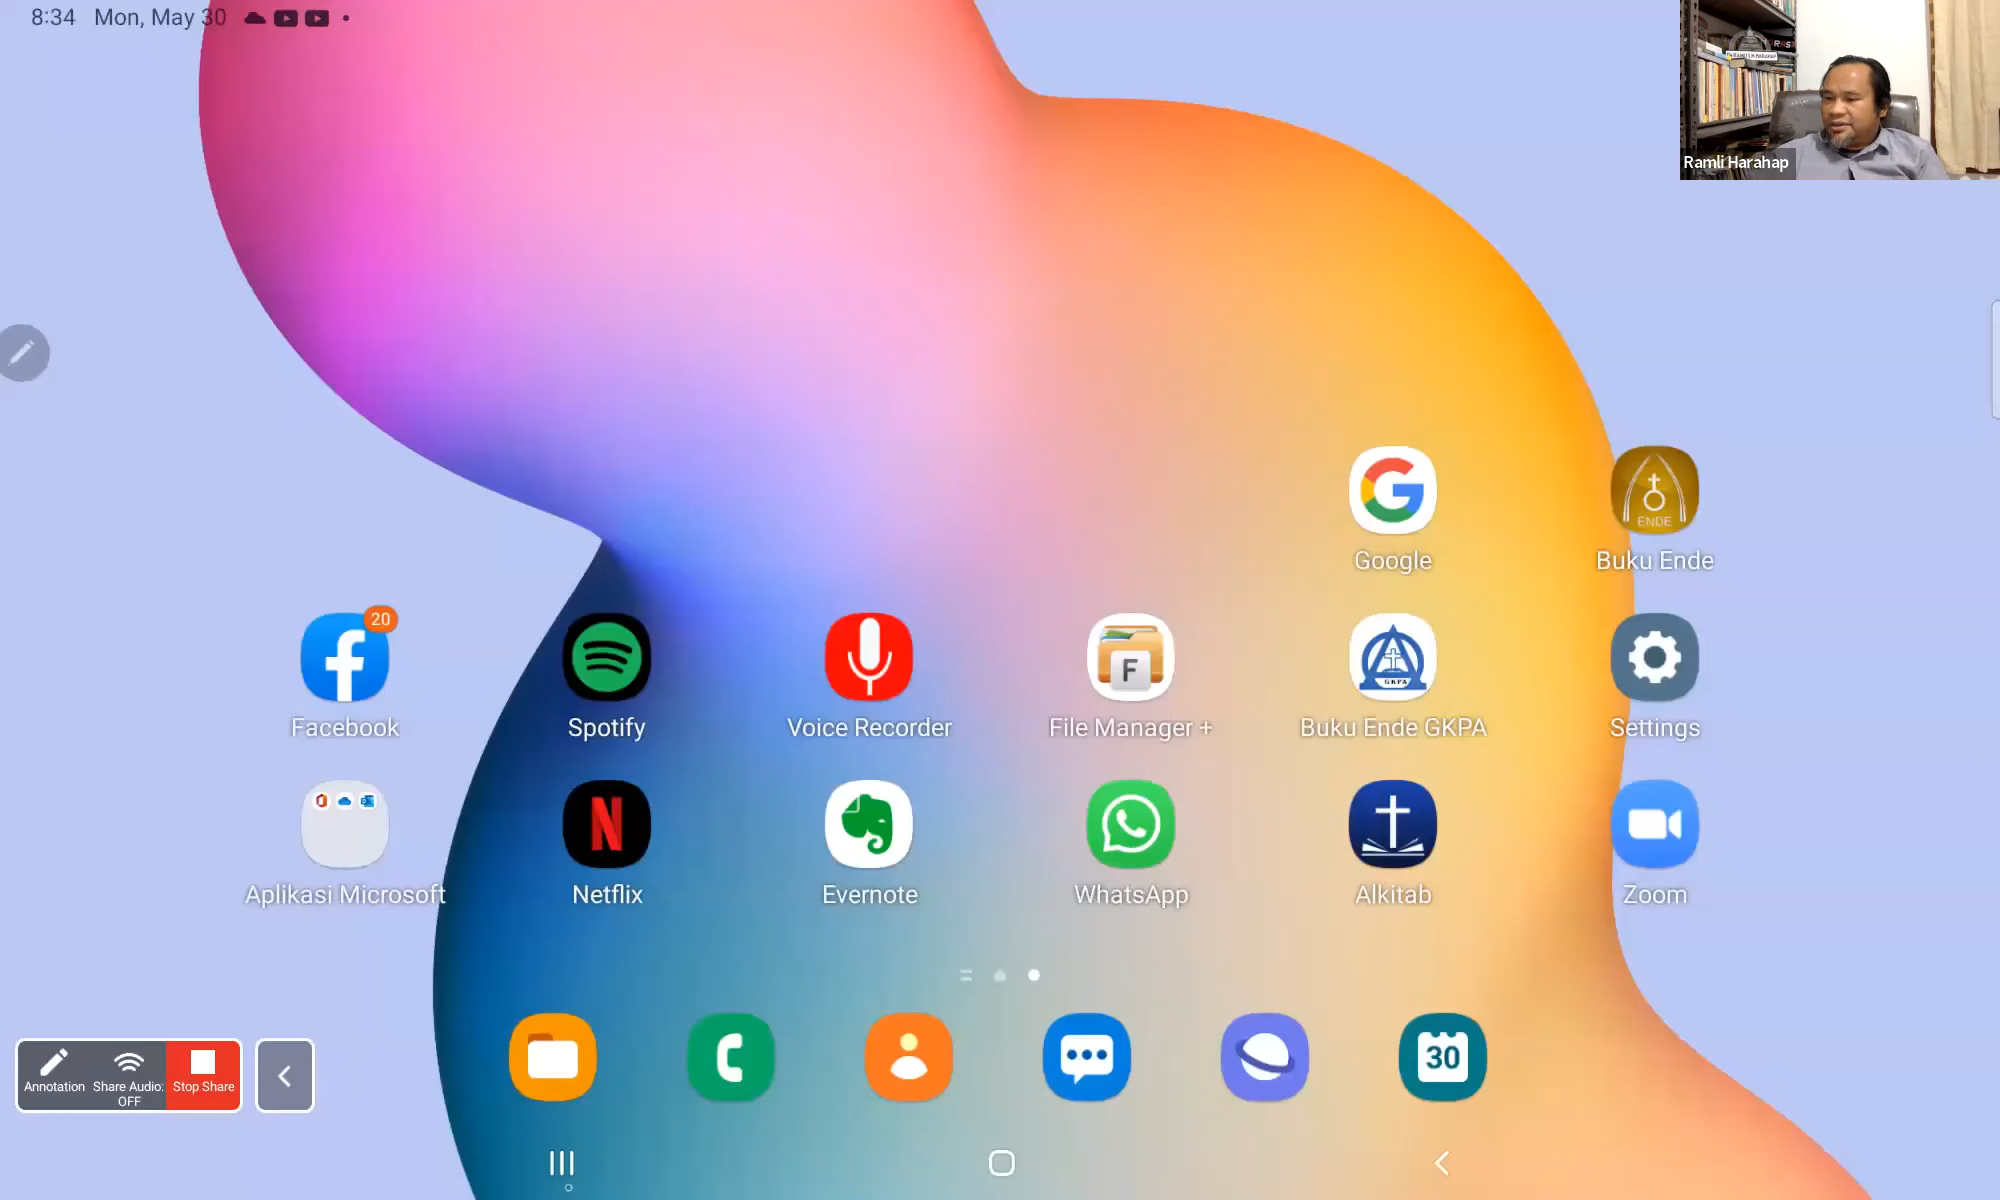 8:34 Mon, May 30
Ramli Harahap
ENDE
Google
Buku Ende
20
F
GKPA
Facebook
Spotify
Voice Recorder
File Manager +
Buku Ende GKPA
Settings
N
Aplikasi Microsoft
Netflix
Evernote
WhatsApp
Alkitab
Zoom
30
Annotation
Share Audio:
OFF
Stop Share